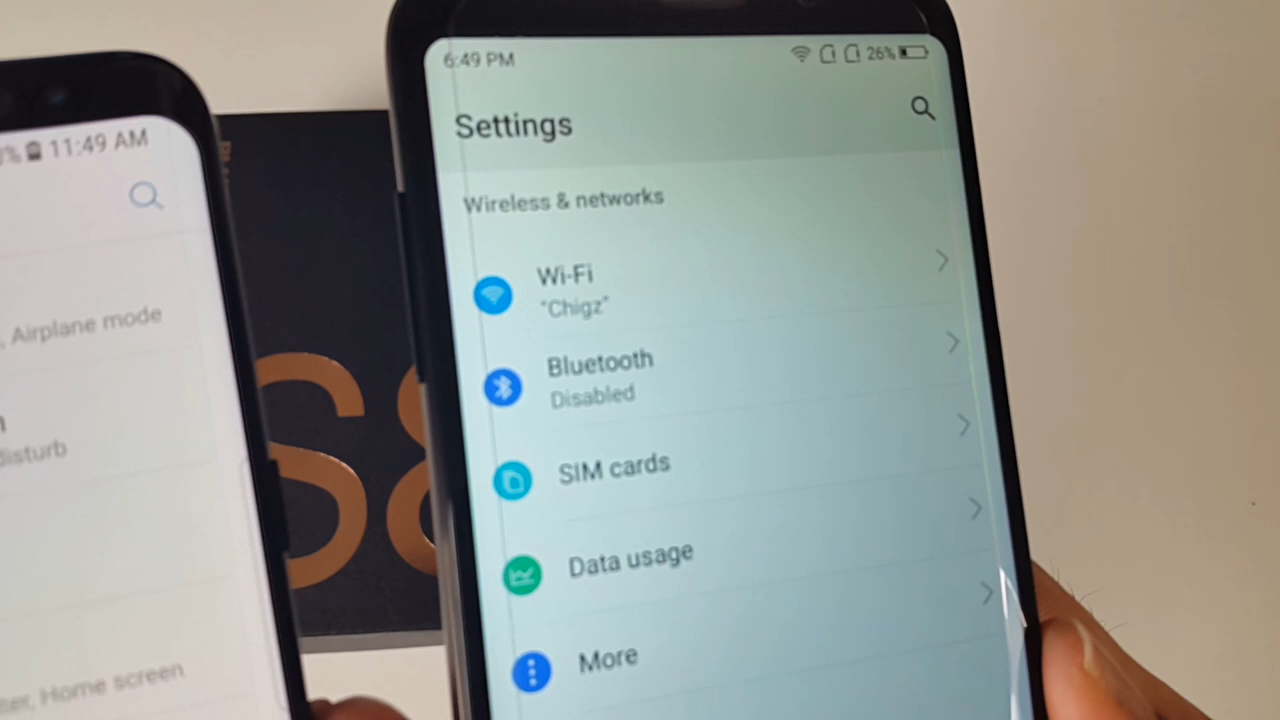 11:49 AM
Airplane mode
disturb
Home screen
S8
6:49 PM
26%
Settings
Wireless & networks
Wi-Fi
"Chigz"
Bluetooth
Disabled
SIM cards
Data usage
More